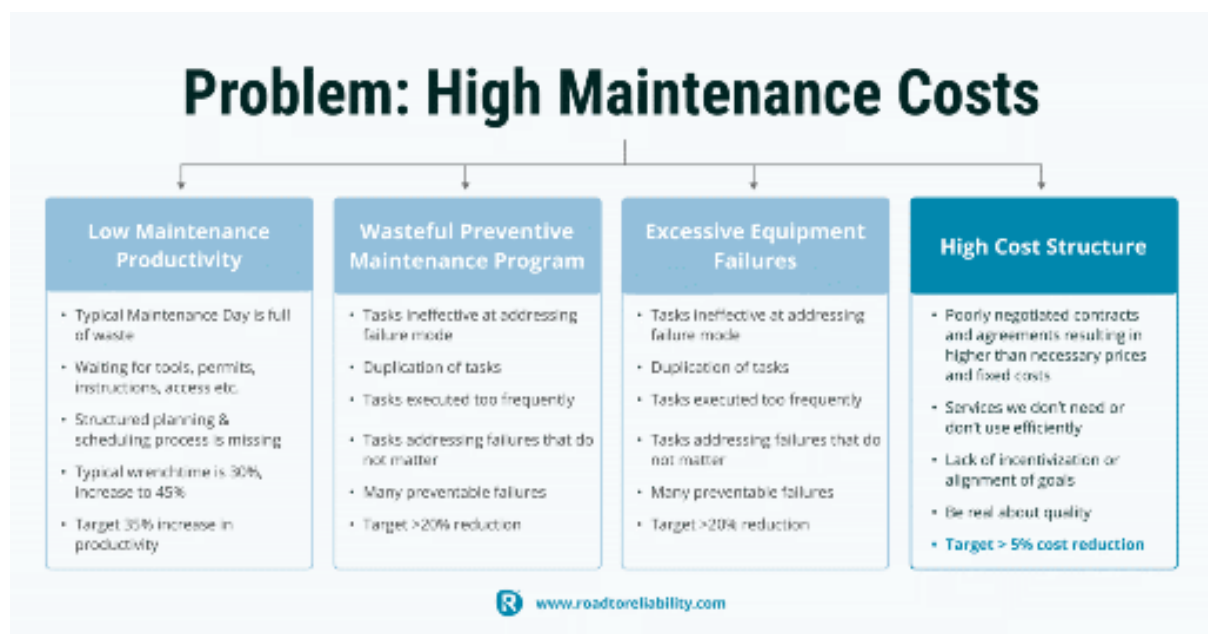 Problem: High Maintenance Costs
Low Maintenance
Productivity
• Typical Maintenance Day is full
of waste
• Waiting for tools, permits,
instructions, access etc.
• Structured planning &
scheduling process is missing
• Typical wrenchtime is 30%,
increase to 45%
• Target 35% increase in
productivity
Wasteful Preventive
Maintenance Program
• Tasks ineffective at addressing
failure mode
• Duplication of tasks
• Tasks executed too frequently
• Tasks addressing failures that do
not matter
• Many preventable failures
• Target >20% reduction
Excessive Equipment
Failures
• Tasks ineffective at addressing
failure mode
• Duplication of tasks
• Tasks executed too frequently
• Tasks addressing failures that do
not matter
• Many preventable failures
• Target >20% reduction
High Cost Structure
• Poorly negotiated contracts
and agreements resulting in
higher than necessary prices
and fixed costs
• Services we don't need or
don't use efficiently
• Lack of incentivization or
alignment of goals
• Be real about quality
• Target > 5% cost reduction
R www.roadtoreliability.com